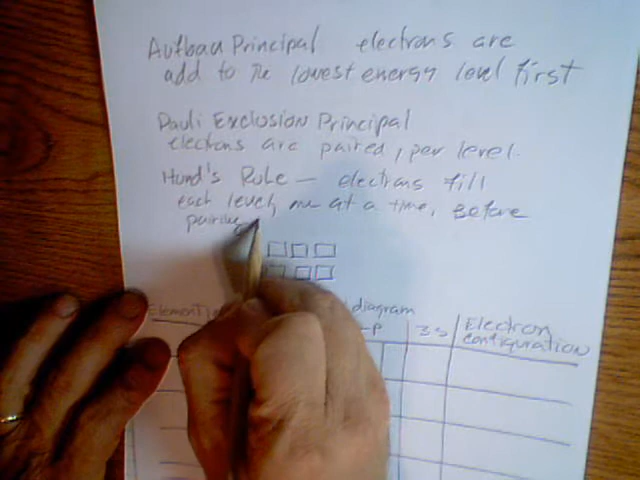 Aufbau Principal electrons are
add to the lowest energy level first
Pauli Exclusion Principal
electrons are paired, per level.
Hund's Rule — electrons fill
each level, one at a time, before
pairing
Element diagram
P 3s Electron
configuration